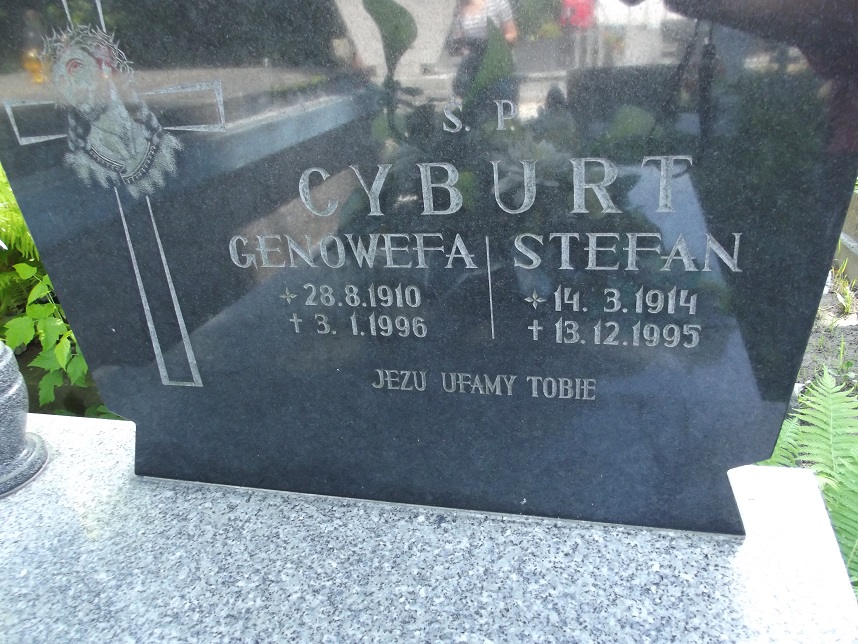 Ś. P.
CYBURT
GENOWEFA STEFAN
28.8.1910 14. 3.1914
✝ 3. 1.1996 ✝ 13.12.1995
JEZU UFAMY TOBIE